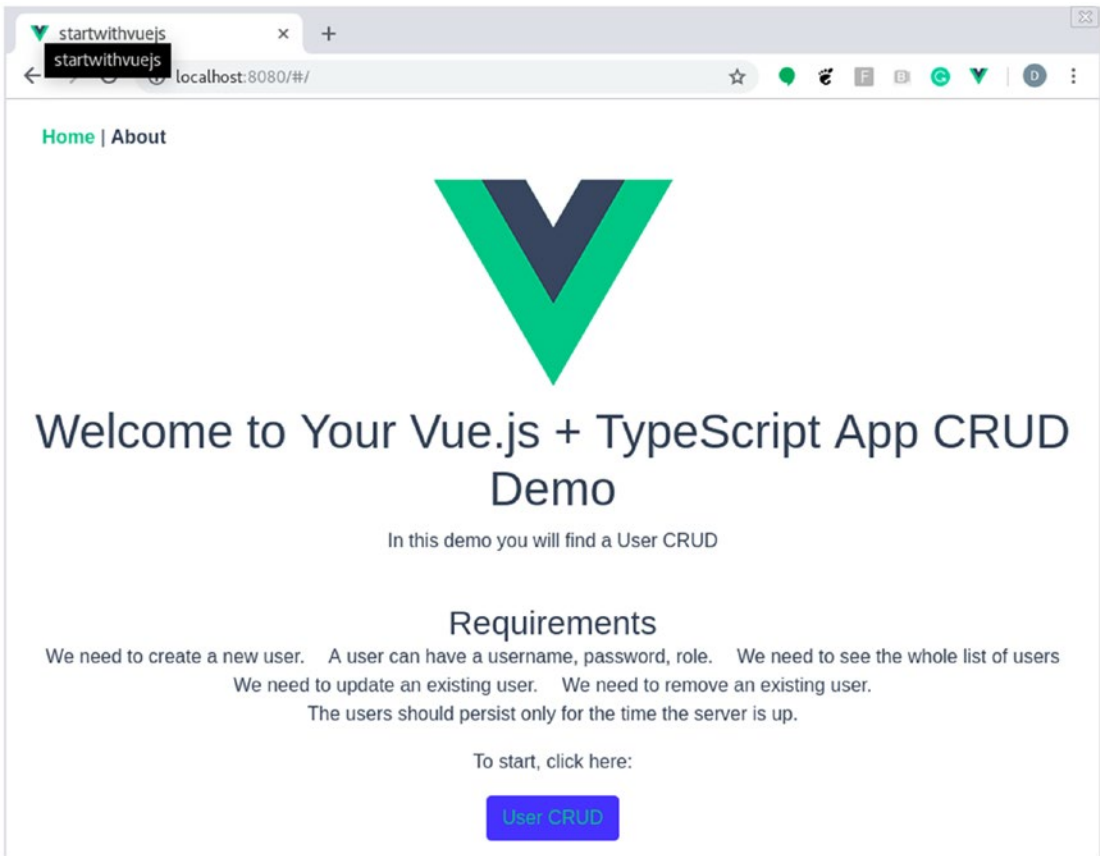 startwithvuejs
startwithvuejs
localhost:8080/#/
F B G D
Home | About
Welcome to Your Vue.js + TypeScript App CRUD
Demo
In this demo you will find a User CRUD
Requirements
We need to create a new user. A user can have a username, password, role. We need to see the whole list of users
We need to update an existing user. We need to remove an existing user.
The users should persist only for the time the server is up.
To start, click here:
User CRUD